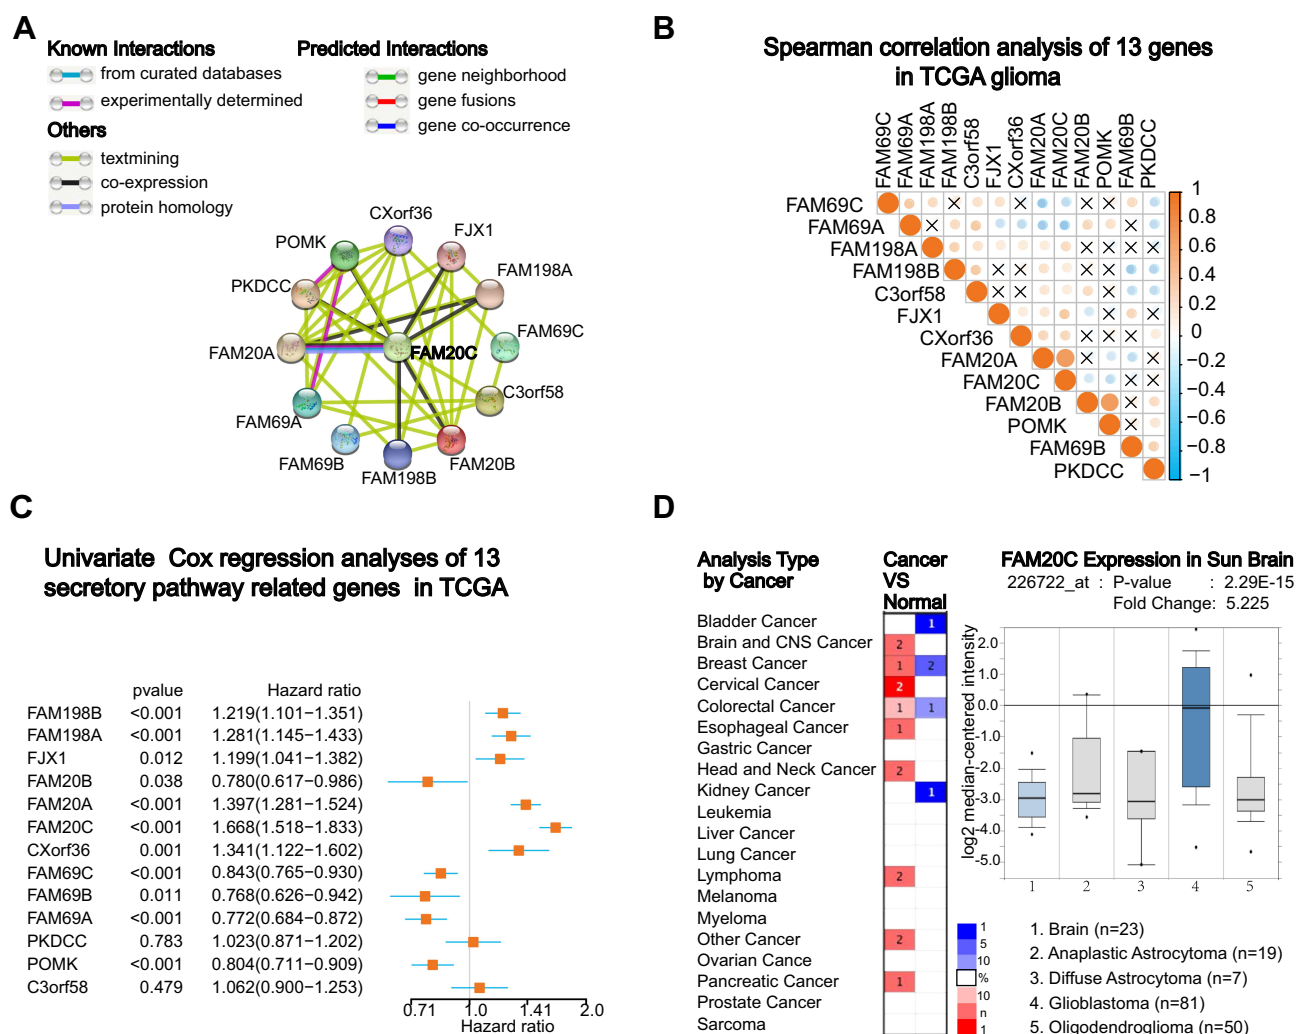 A
Known Interactions
from curated databases
experimentally determined
Others
textmining
co-expression
protein homology
Predicted Interactions
gene neighborhood
gene fusions
gene co-occurrence
CXorf36
FJX1
POMK
FAM198A
PKDCC
FAM69C
FAM20A
FAM20C
C3orf58
FAM69A
FAM69B
FAM198B
FAM20B
B
Spearman correlation analysis of 13 genes
in TCGA glioma
FAM69C
FAM69A
FAM198A
FAM198B
C3orf58
FJX1
CXorf36
FAM20A
FAM20C
FAM20B
POMK
FAM69B
PKDCC
FAM69C
FAM69A
FAM198A
FAM198B
C3orf58
FJX1
CXorf36
FAM20A
FAM20C
FAM20B
POMK
FAM69B
PKDCC
1
0.8
0.6
0.4
0.2
0
−0.2
−0.4
−0.6
−0.8
−1
C
Univariate Cox regression analyses of 13
secretory pathway related genes in TCGA
pvalue Hazard ratio
FAM198B <0.001 1.219(1.101−1.351)
FAM198A <0.001 1.281(1.145−1.433)
FJX1 0.012 1.199(1.041−1.382)
FAM20B 0.038 0.780(0.617−0.986)
FAM20A <0.001 1.397(1.281−1.524)
FAM20C <0.001 1.668(1.518−1.833)
CXorf36 0.001 1.341(1.122−1.602)
FAM69C <0.001 0.843(0.765−0.930)
FAM69B 0.011 0.768(0.626−0.942)
FAM69A <0.001 0.772(0.684−0.872)
PKDCC 0.783 1.023(0.871−1.202)
POMK <0.001 0.804(0.711−0.909)
C3orf58 0.479 1.062(0.900−1.253)
0.71 1.0 1.41 2.0
Hazard ratio
D
Analysis Type
by Cancer
Cancer
VS
Normal
Bladder Cancer 1
Brain and CNS Cancer 2
Breast Cancer 1 2
Cervical Cancer 2
Colorectal Cancer 1 1
Esophageal Cancer 1
Gastric Cancer
Head and Neck Cancer 2
Kidney Cancer 1
Leukemia
Liver Cancer
Lung Cancer
Lymphoma 2
Melanoma
Myeloma
Other Cancer 2
Ovarian Cance
Pancreatic Cancer 1
Prostate Cancer
Sarcoma
1
5
10
%
10
n
1
FAM20C Expression in Sun Brain
226722_at : P-value : 2.29E-15
Fold Change: 5.225
log2 median-centered intensity
2.0
1.0
0.0
-1.0
-2.0
-3.0
-4.0
-5.0
1 2 3 4 5
1. Brain (n=23)
2. Anaplastic Astrocytoma (n=19)
3. Diffuse Astrocytoma (n=7)
4. Glioblastoma (n=81)
5. Oligodendroglioma (n=50)